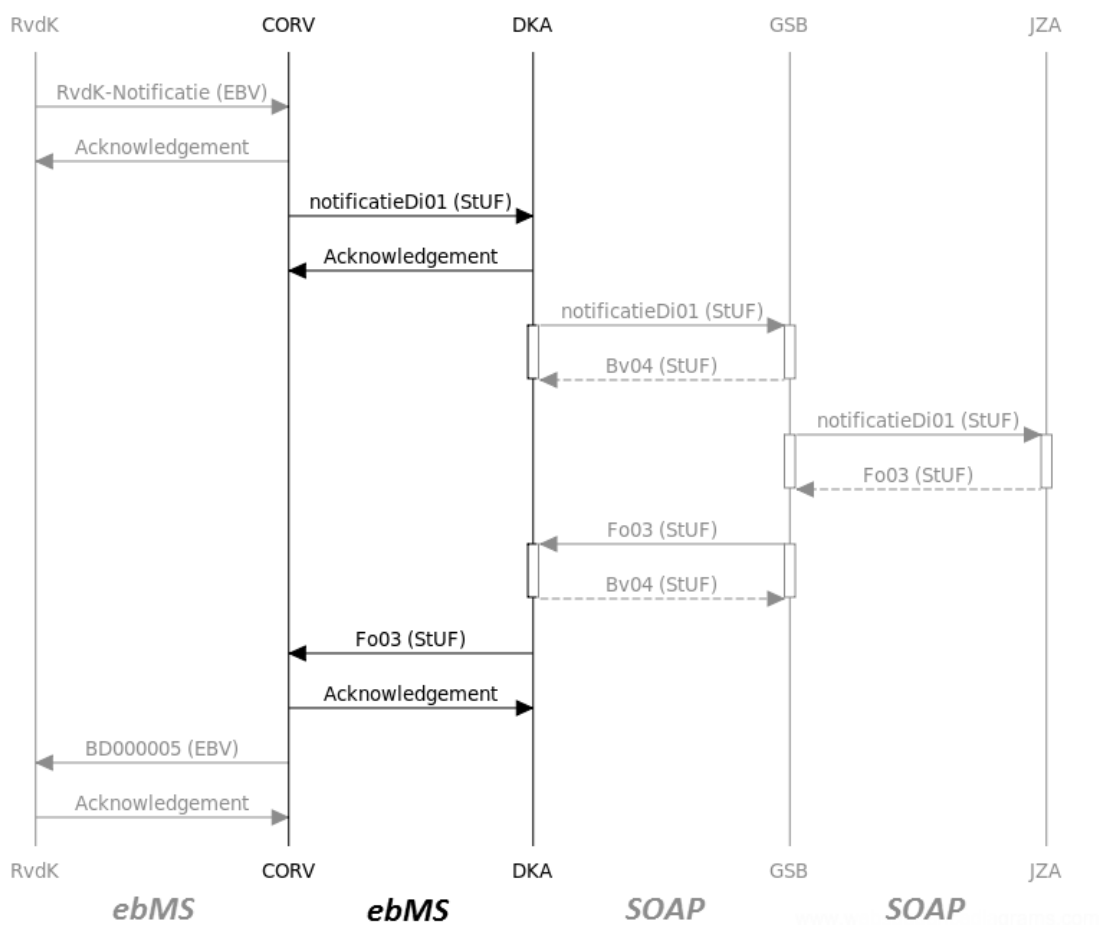 RvdK CORV DKA GSB JZA
RvdK-Notificatie (EBV)
Acknowledgement
notificatieDi01 (StUF)
Acknowledgement
notificatieDi01 (StUF)
Bv04 (StUF)
notificatieDi01 (StUF)
Fo03 (StUF)
Fo03 (StUF)
Bv04 (StUF)
Fo03 (StUF)
Acknowledgement
BD000005 (EBV)
Acknowledgement
RvdK CORV DKA GSB JZA
ebMS ebMS SOAP SOAP